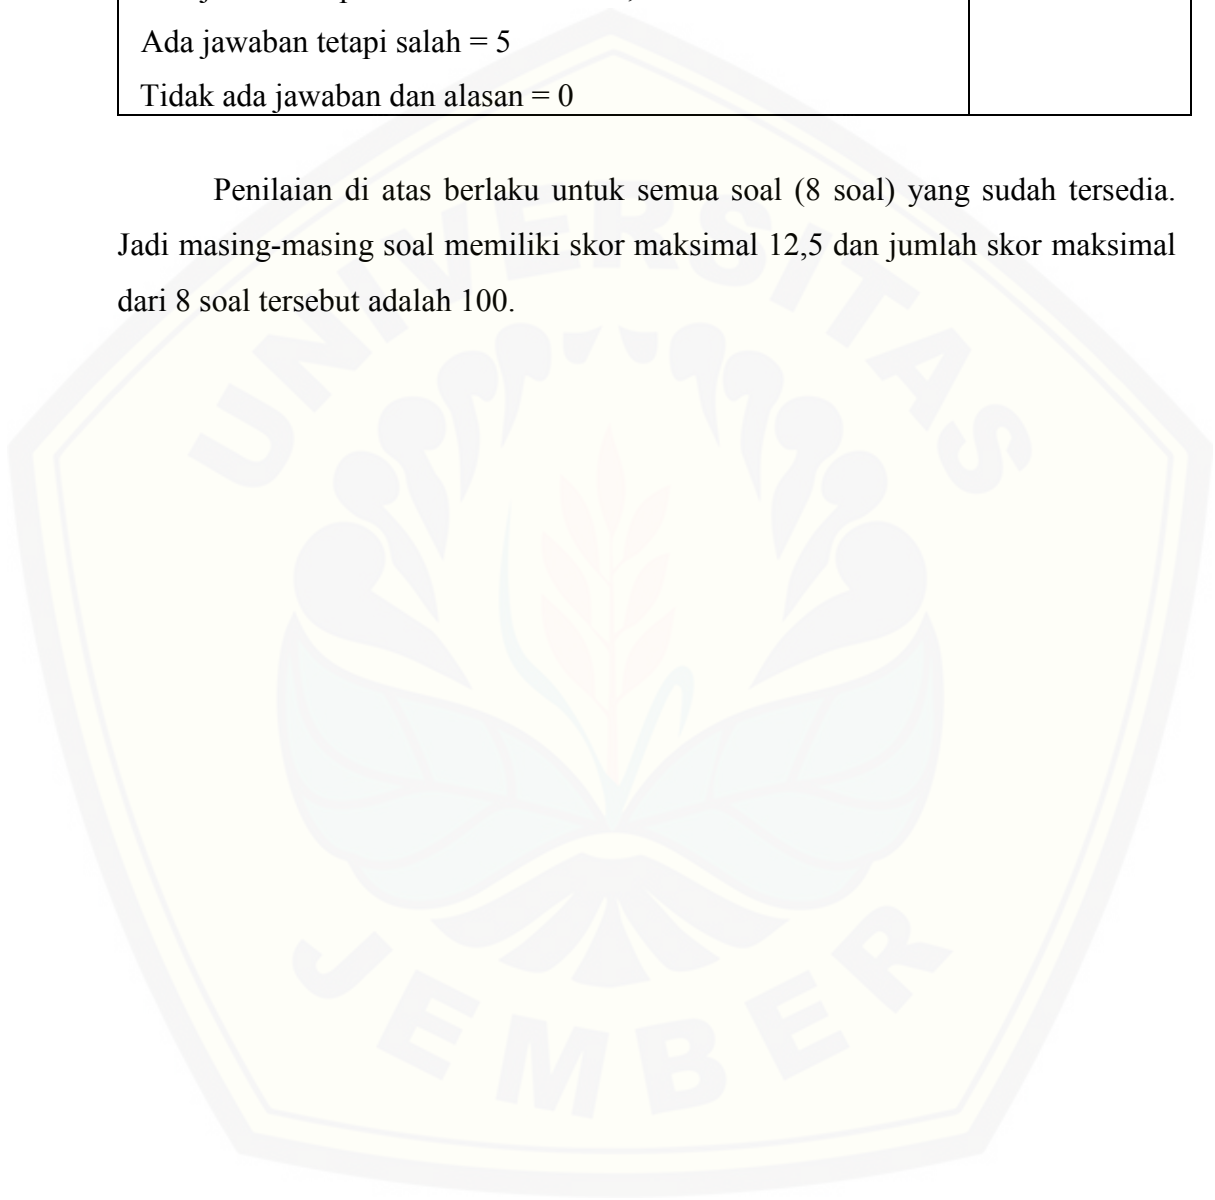 Ada jawaban tetapi salah = 5
Tidak ada jawaban dan alasan = 0
Penilaian di atas berlaku untuk semua soal (8 soal) yang sudah tersedia.
Jadi masing-masing soal memiliki skor maksimal 12,5 dan jumlah skor maksimal
dari 8 soal tersebut adalah 100.
UNIVERSITAS
JEMBER